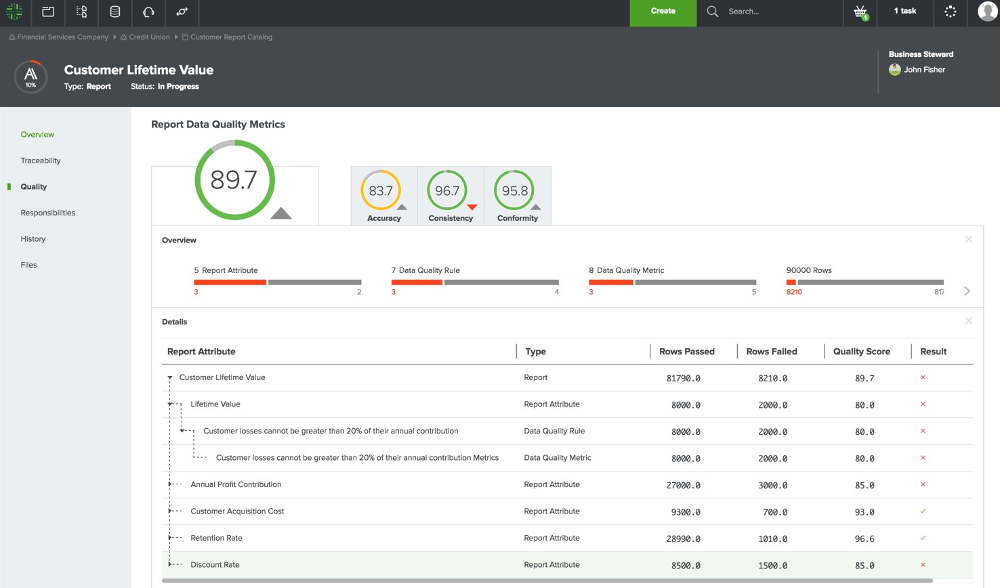 Create
Search...
1
1 task
Financial Services Company
Credit Union
Customer Report Catalog
10%
Customer Lifetime Value
Type: Report Status: In Progress
Business Steward
John Fisher
Overview
Traceability
Quality
Responsibilities
History
Files
Report Data Quality Metrics
89.7
83.7
Accuracy
96.7
Consistency
95.8
Conformity
Overview
5 Report Attribute
3 2
7 Data Quality Rule
3 4
8 Data Quality Metric
3 5
90000 Rows
8210 817
Details
Report Attribute Type Rows Passed Rows Failed Quality Score Result
Customer Lifetime Value Report 81790.0 8210.0 89.7
Lifetime Value Report Attribute 8000.0 2000.0 80.0
Customer losses cannot be greater than 20% of their annual contribution Data Quality Rule 8000.0 2000.0 80.0
Customer losses cannot be greater than 20% of their annual contribution Metrics Data Quality Metric 8000.0 2000.0 80.0
Annual Profit Contribution Report Attribute 27000.0 3000.0 85.0
Customer Acquisition Cost Report Attribute 9300.0 700.0 93.0
Retention Rate Report Attribute 28990.0 1010.0 96.6
Discount Rate Report Attribute 8500.0 1500.0 85.0